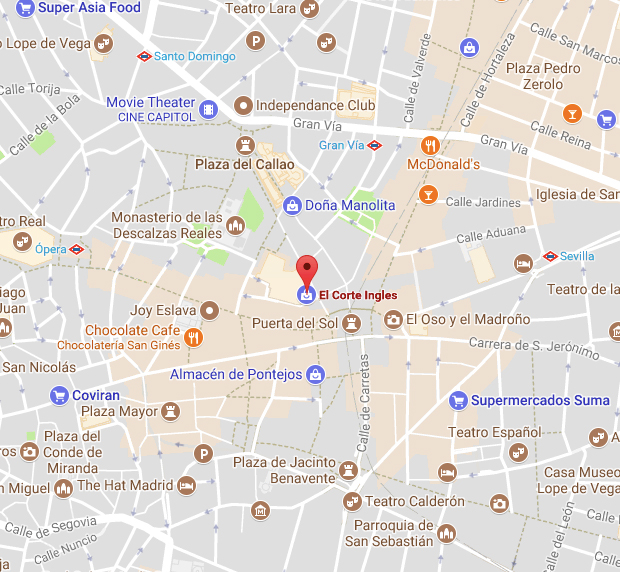 Super Asia Food
Teatro Lara
o Lope de Vega
Santo Domingo
Calle de Valverde
Calle de Hortaleza
Calle San Marcos
Plaza Pedro
Zerolo
Calle Torija
Calle de la Bola
Movie Theater
CINE CAPITOL
Independance Club
Gran Vía
Gran Vía
Gran Vía
Calle Reina
Plaza del Callao
McDonald's
Iglesia de San
Doña Manolita
Calle Jardines
Monasterio de las
Descalzas Reales
tro Real
Ópera
Calle Aduana
Sevilla
El Corte Ingles
Teatro de la
iago
Juan
Joy Eslava
Puerta del Sol
El Oso y el Madroño
Chocolate Cafe
Chocolatería San Ginés
Carrera de S. Jerónimo
San Nicolás
Almacén de Pontejos
Calle de Carretas
Coviran
Plaza Mayor
Supermercados Suma
Teatro Español
A
Plaza del
Conde de
Miranda
ros
Plaza de Jacinto
Benavente
Casa Museo
Lope de Vega
n Miguel
The Hat Madrid
Teatro Calderón
Calle de Segovia
Calle Nuncio
Parroquia de
San Sebastián
Calle del León